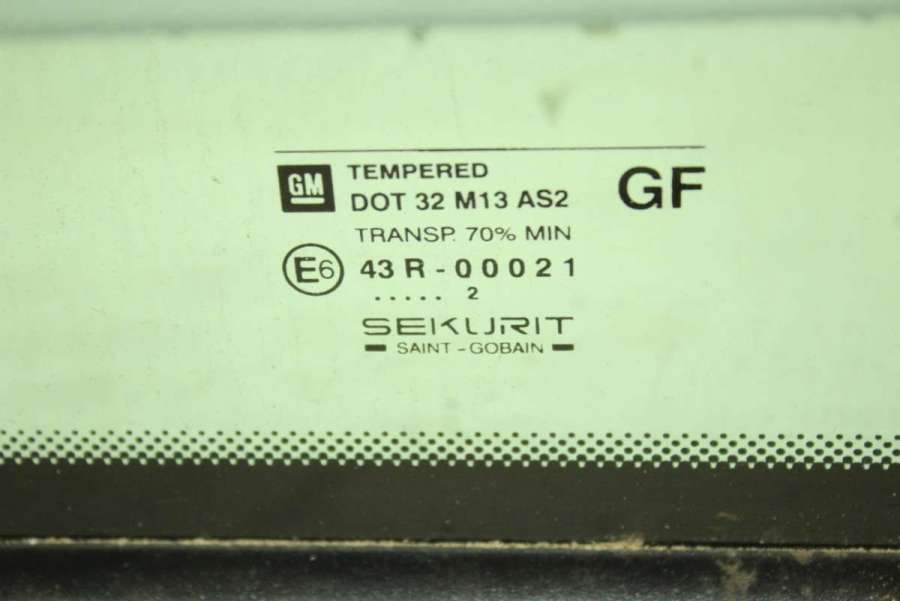 GM
TEMPERED
DOT 32 M13 AS2
GF
TRANSP. 70% MIN
E6
43 R - 00021
..... 2
SEKURIT
SAINT - GOBAIN